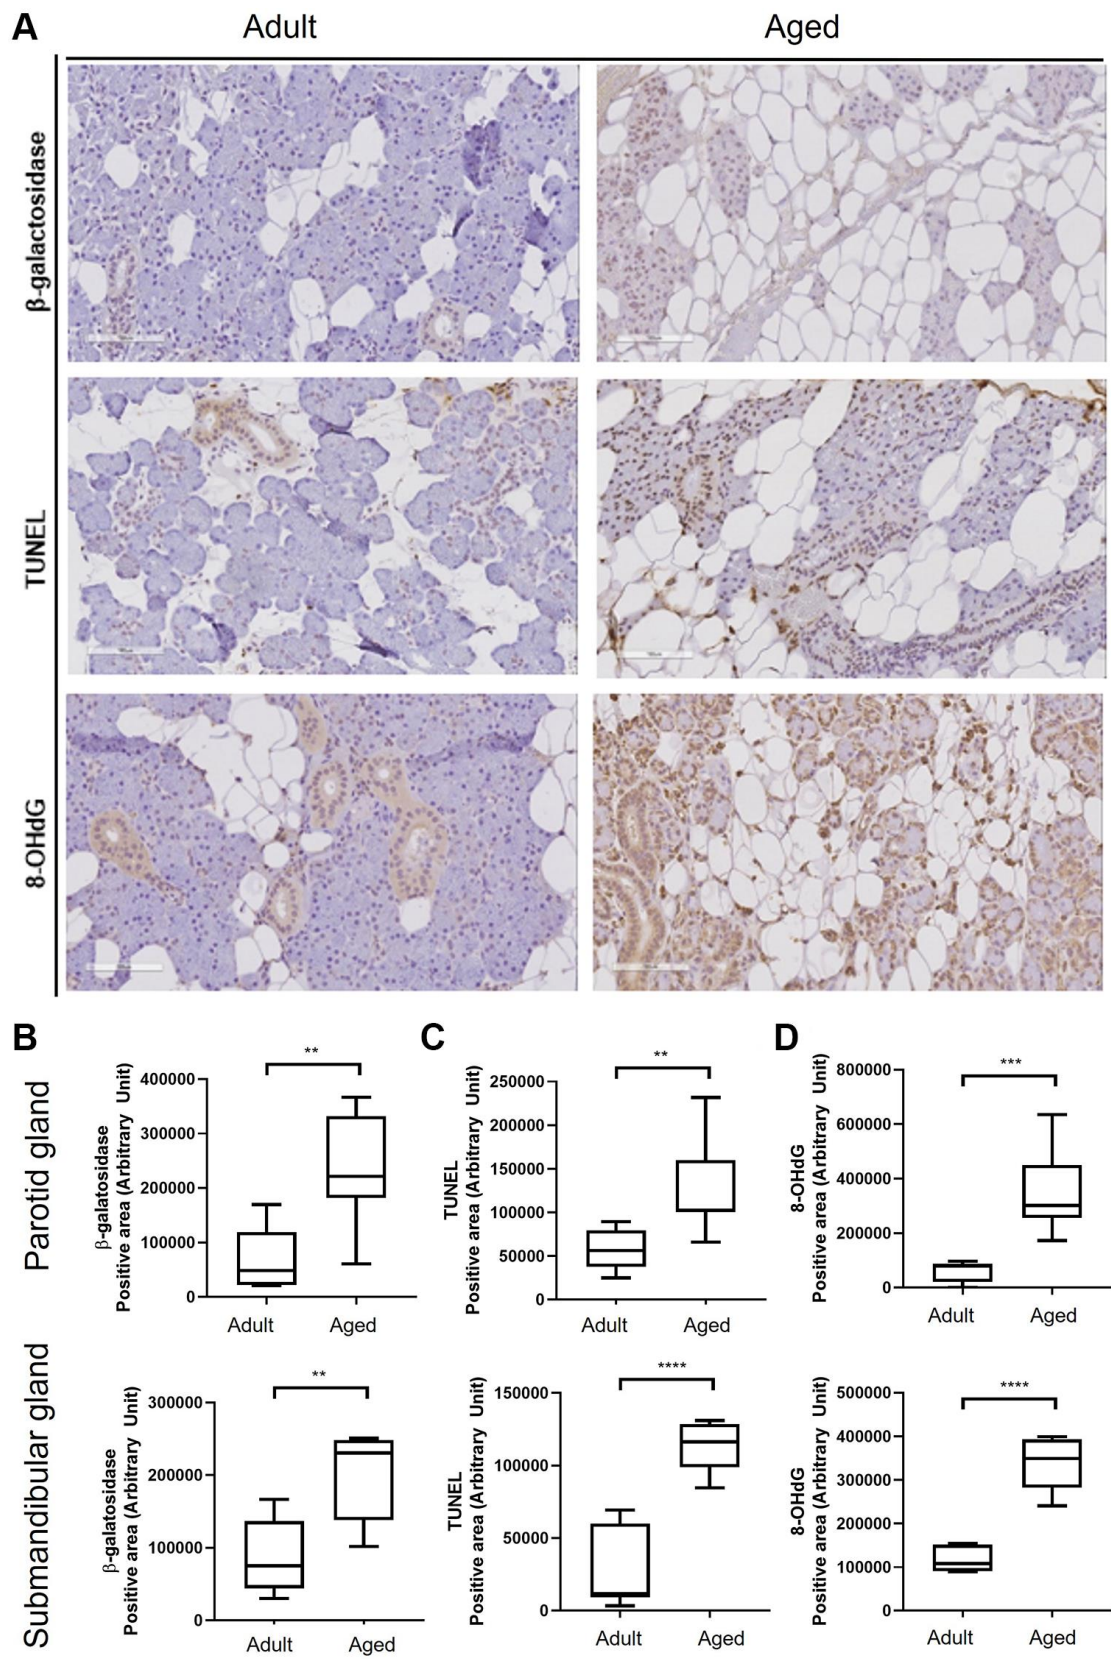 A
Adult
Aged
β-galactosidase
TUNEL
8-OHdG
B
C
D
Parotid gland
β-galatosidase
Positive area (Arbitrary Unit)
400000
300000
200000
100000
0
**
Adult
Aged
TUNEL
Positive area (Arbitrary Unit)
250000
200000
150000
100000
50000
0
**
Adult
Aged
8-OHdG
Positive area (Arbitrary Unit)
800000
600000
400000
200000
0
***
Adult
Aged
Submandibular gland
β-galatosidase
Positive area (Arbitrary Unit)
300000
200000
100000
0
**
Adult
Aged
TUNEL
Positive area (Arbitrary Unit)
150000
100000
50000
0
****
Adult
Aged
8-OHdG
Positive area (Arbitrary Unit)
500000
400000
300000
200000
100000
0
****
Adult
Aged